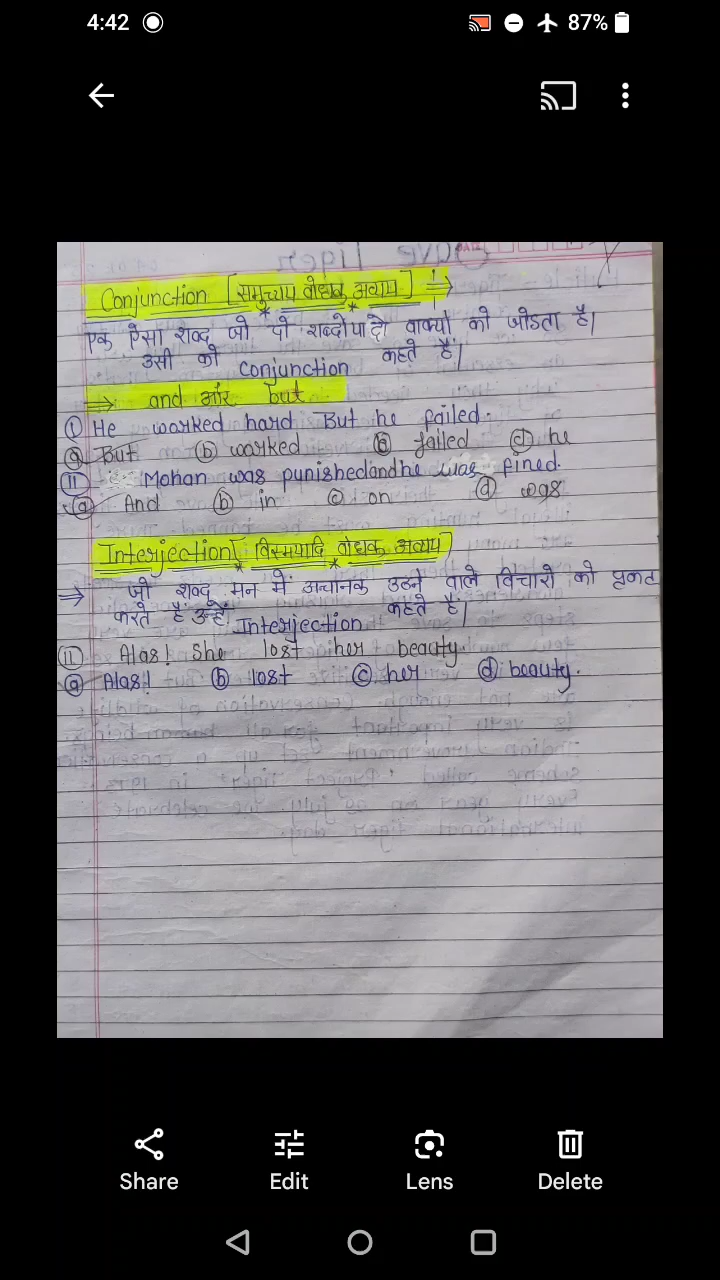 4:42
87%
Conjunction [समुच्चय बोधक अव्यय] ÷→
एक ऐसा शब्द जो दो शब्दो या दो वाक्यों को जोडता है।
उसी को conjunction कहते हैं।
⇒ and और but
(I) He worked hard But he failed.
(a) But (b) worked (c) failed (d) he
(II) Mohan was punished and he was fined.
(a) And (b) in (c) on (d) was
Interjection [विस्मयादि बोधक अव्यय]
⇒ जो शब्द मन में अचानक उठने वाले विचारो को प्रकट
करते है उन्हें Interjection कहते है।
(II) Alas! She lost her beauty.
(a) Alas! (b) lost (c) her (d) beauty.
Share Edit Lens Delete